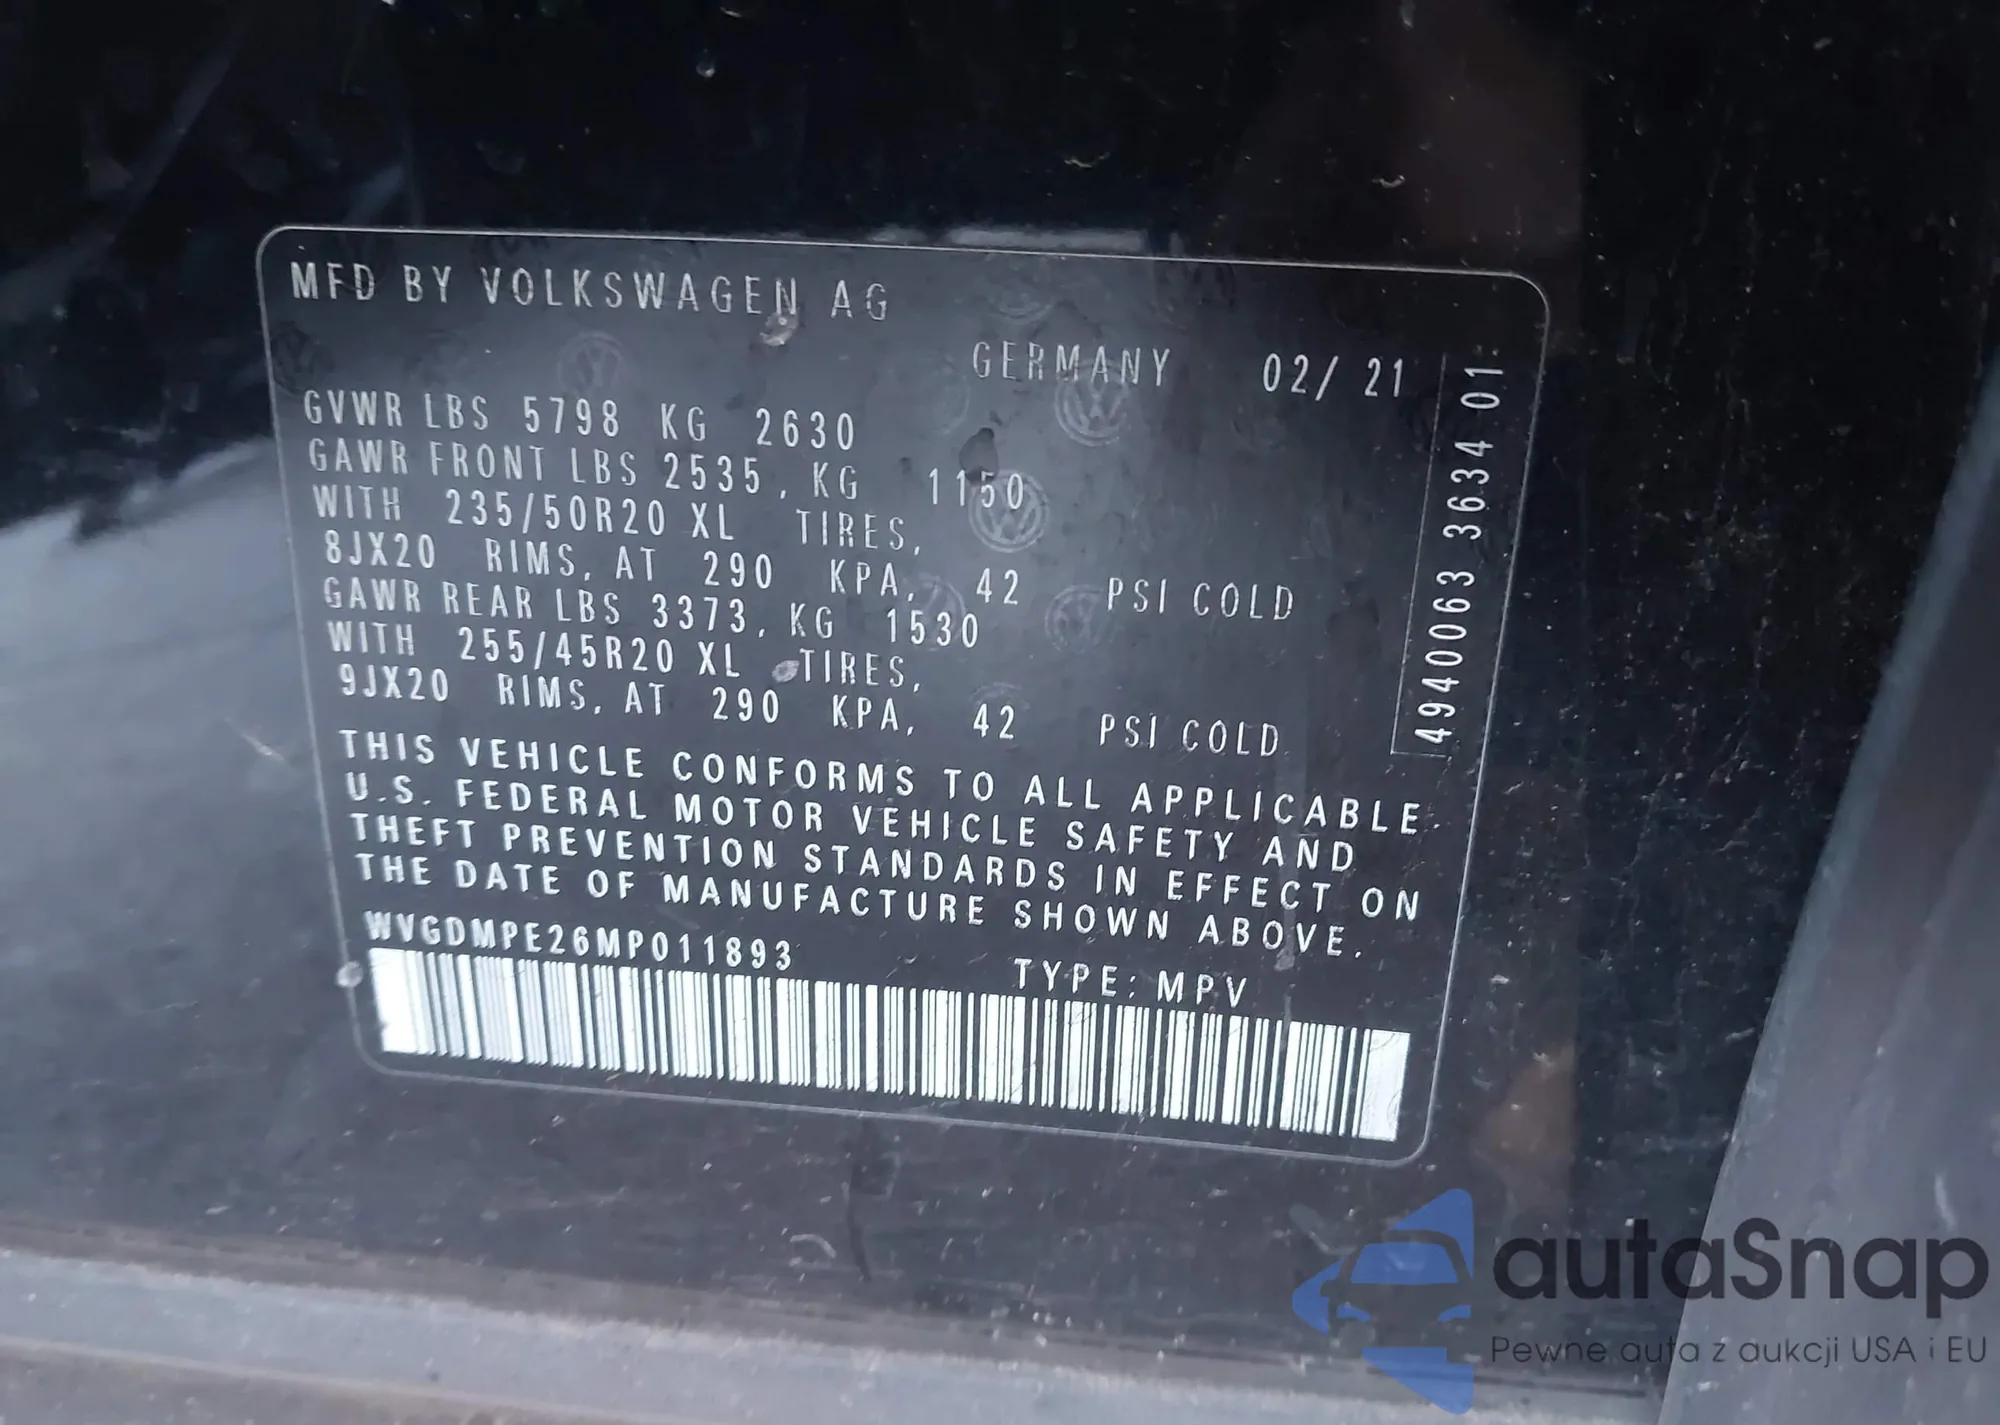 MFD BY VOLKSWAGEN AG
GERMANY 02/ 21
GVWR LBS 5798 KG 2630
GAWR FRONT LBS 2535, KG 1150
WITH 235/50R20 XL TIRES,
8JX20 RIMS, AT 290 KPA, 42 PSI COLD
GAWR REAR LBS 3373, KG 1530
WITH 255/45R20 XL TIRES,
9JX20 RIMS, AT 290 KPA, 42 PSI COLD
THIS VEHICLE CONFORMS TO ALL APPLICABLE
U.S. FEDERAL MOTOR VEHICLE SAFETY AND
THEFT PREVENTION STANDARDS IN EFFECT ON
THE DATE OF MANUFACTURE SHOWN ABOVE.
WVGDMPE26MP011893 TYPE: MPV
4940063 3634 01
autaSnap
Pewne auta z aukcji USA i EU